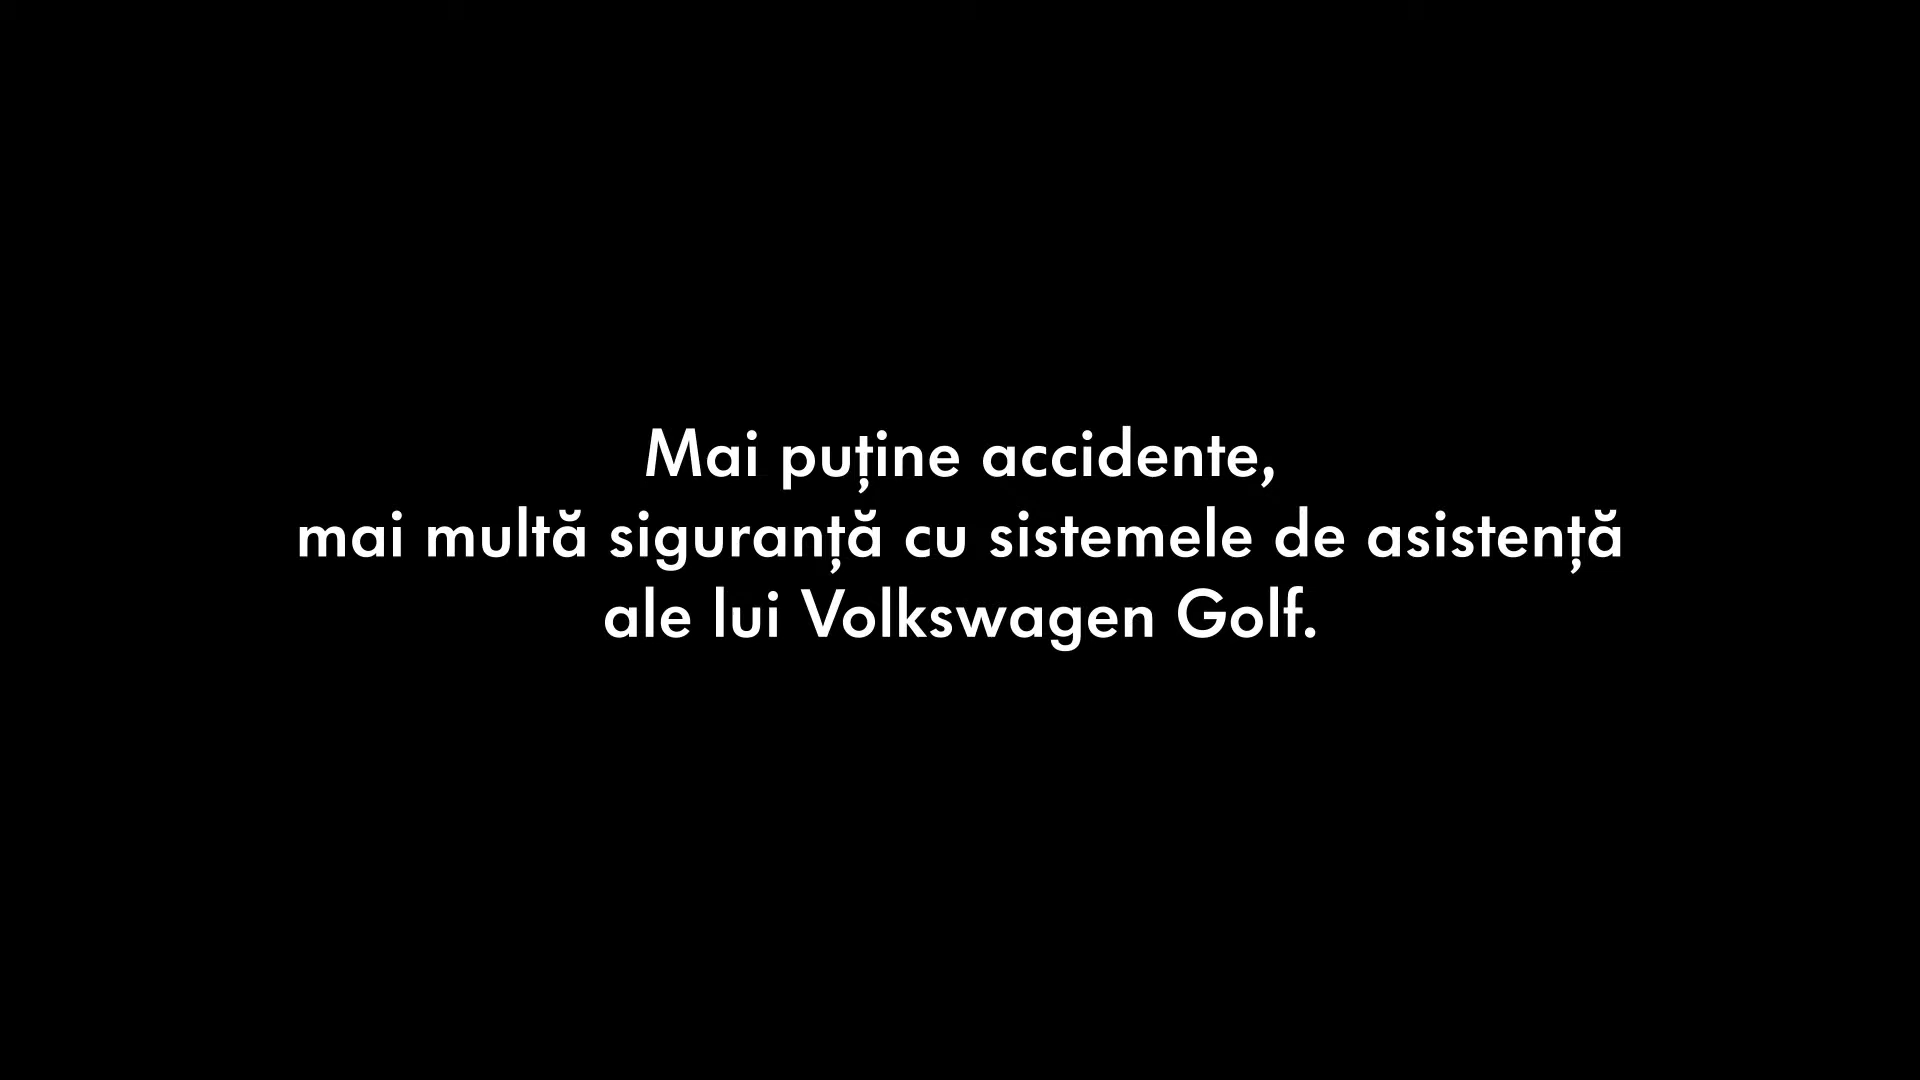 Mai puține accidente,
mai multă siguranță cu sistemele de asistență
ale lui Volkswagen Golf.